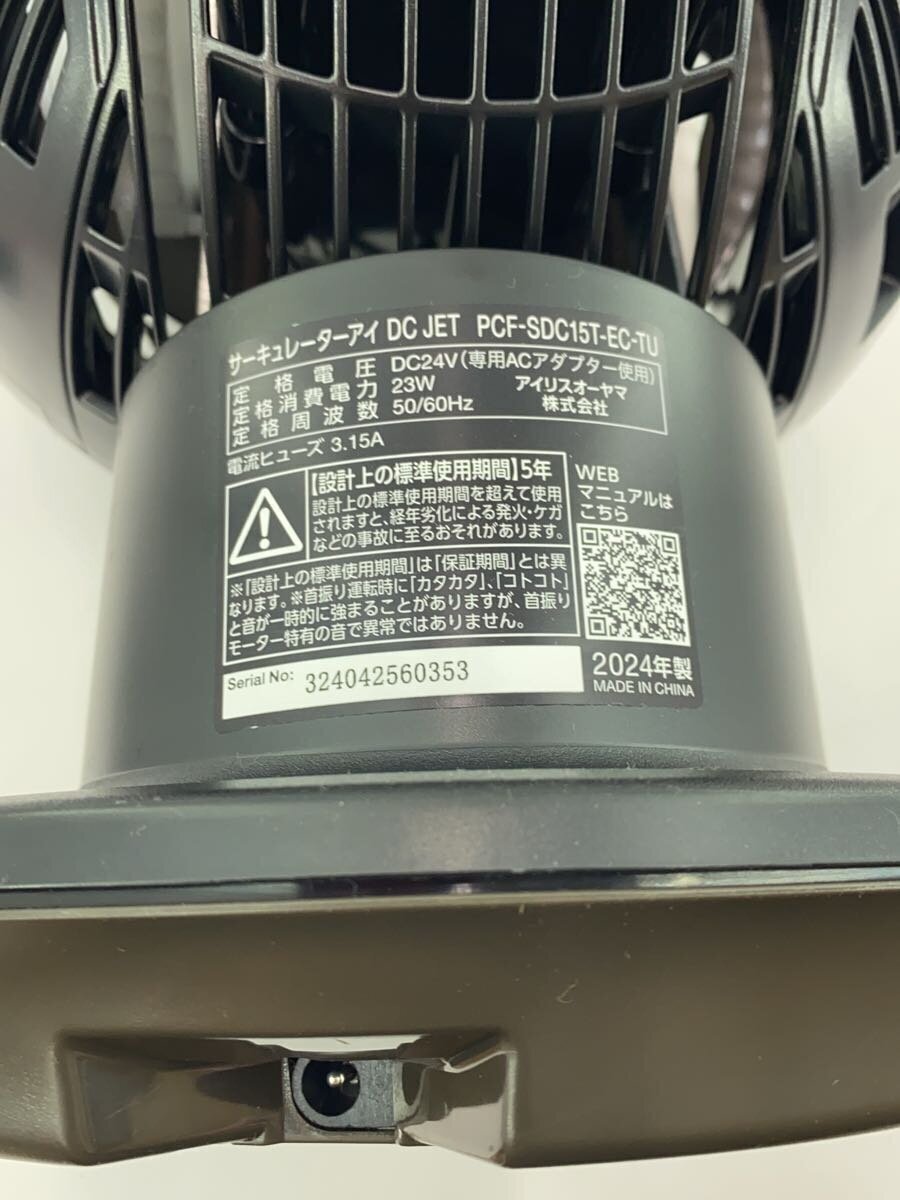 サーキュレーターアイ DC JET PCF-SDC15T-EC-TU
定格電圧 DC24V(専用ACアダプター使用)
定格消費電力 23W アイリスオーヤマ
定格周波数 50/60Hz 株式会社
電流ヒューズ 3.15A
【設計上の標準使用期間】5年
設計上の標準使用期間を超えて使用
されますと、経年劣化による発火・ケガ
などの事故に至るおそれがあります。
※「設計上の標準使用期間」は「保証期間」とは異
なります。※首振り運転時に「カタカタ」、「コトコト」
と音が一時的に強まることがありますが、首振り
モーター特有の音で異常ではありません。
WEB
マニュアルは
こちら
Serial No: 324042560353
2024年製
MADE IN CHINA